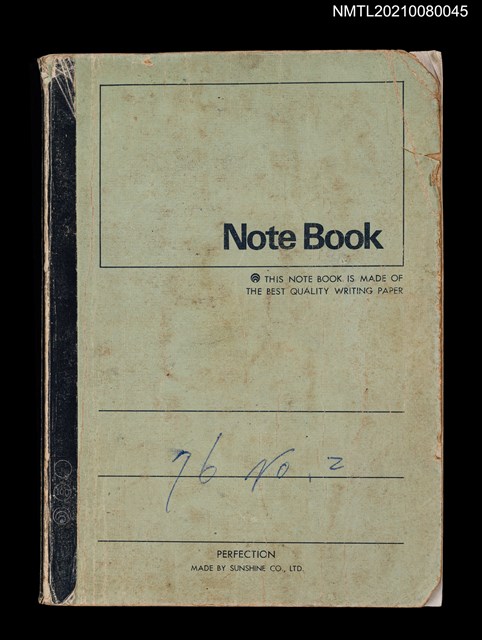 NMTL20210080045
Note Book
THIS NOTE BOOK IS MADE OF
THE BEST QUALITY WRITING PAPER
76 No. 2
PERFECTION
MADE BY SUNSHINE CO., LTD.